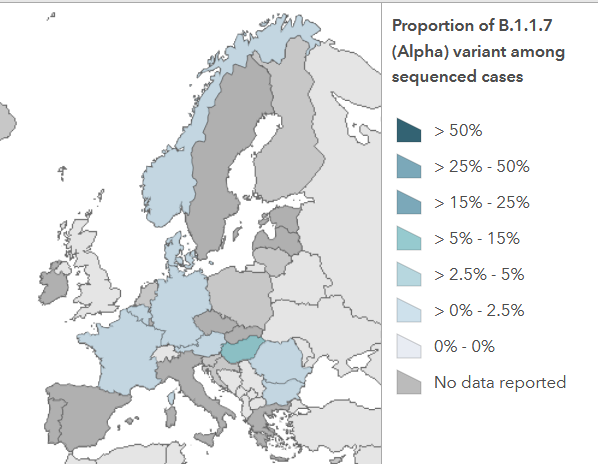 Proportion of B.1.1.7
(Alpha) variant among
sequenced cases
> 50%
> 25% - 50%
> 15% - 25%
> 5% - 15%
> 2.5% - 5%
> 0% - 2.5%
0% - 0%
No data reported